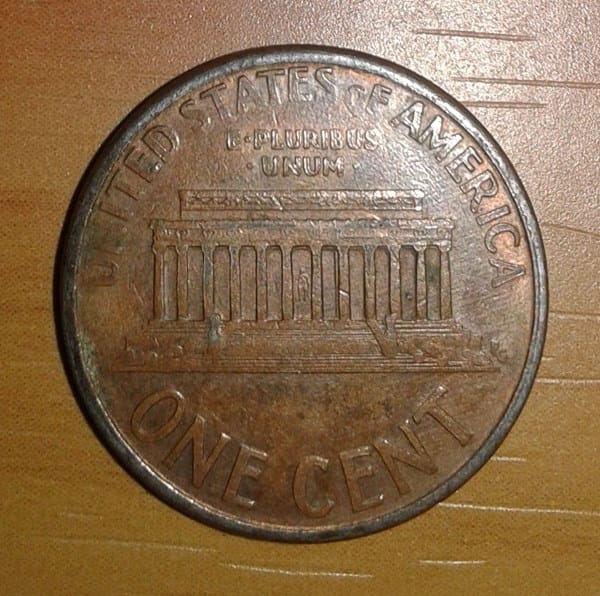 UNITED STATES OF AMERICA
E·PLURIBUS
·UNUM·
ONE CENT